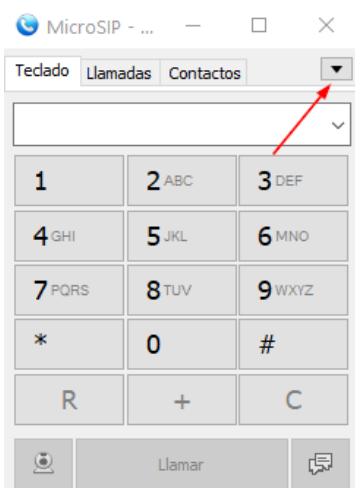 MicroSIP - ...
Teclado Llamadas Contactos
1 2 ABC 3 DEF
4 GHI 5 JKL 6 MNO
7 PQRS 8 TUV 9 WXYZ
* 0 #
R + C
Llamar